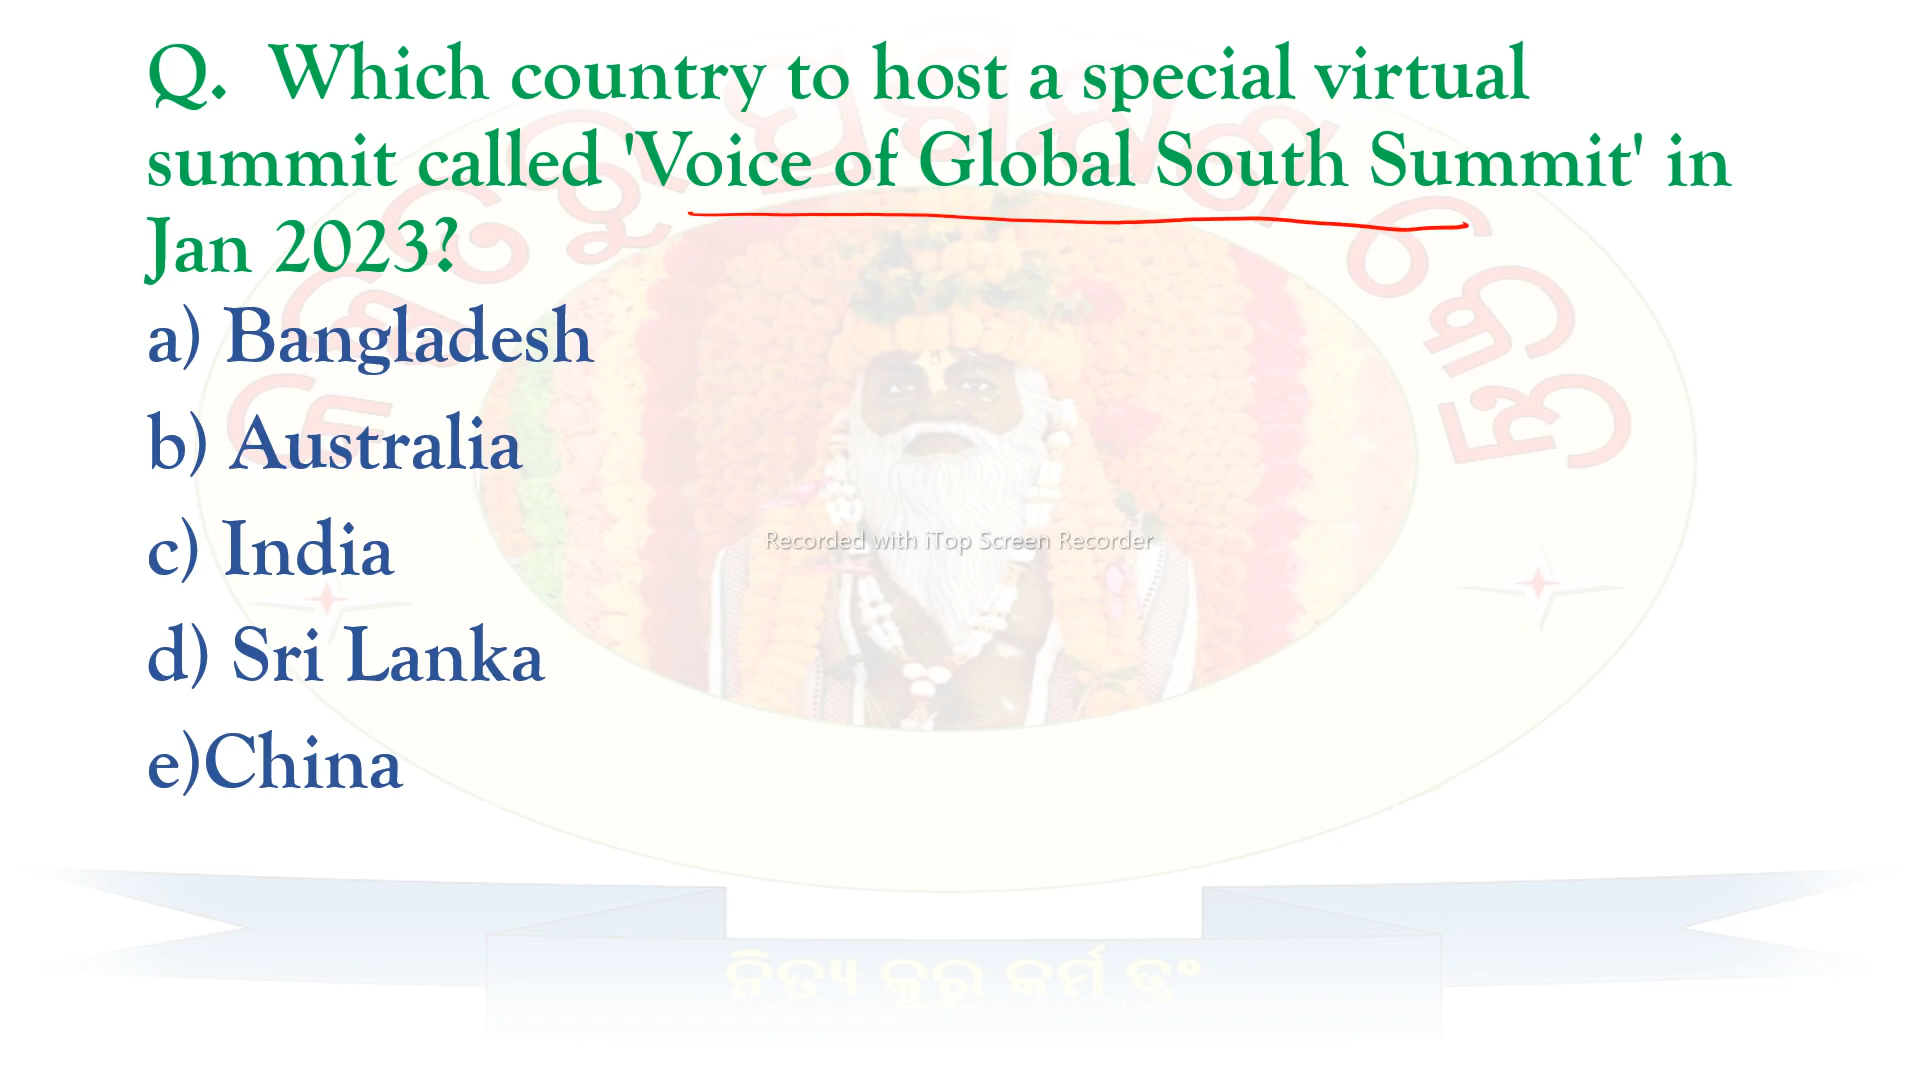 Q.  Which country to host a special virtual
summit called 'Voice of Global South Summit' in
Jan 2023?
a) Bangladesh
b) Australia
c) India
d) Sri Lanka
e)China
Recorded with iTop Screen Recorder
ନିତ୍ୟ କୁରୁ କର୍ମ ତ୍ୱଂ